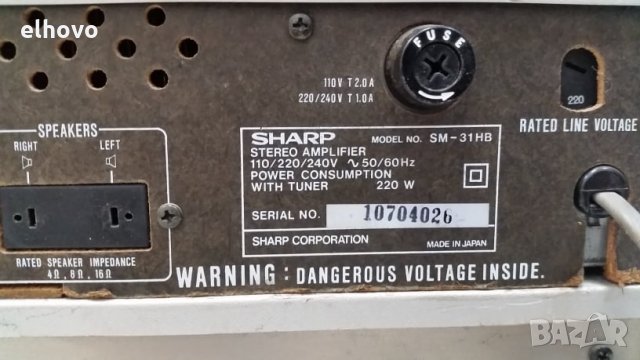 elhovo
FUSE
110V T2.0A
220/240V T1.0A
220
RATED LINE VOLTAGE
SPEAKERS
RIGHT LEFT
RATED SPEAKER IMPEDANCE
4Ω, 8Ω, 16Ω
SHARP MODEL NO. SM-31HB
STEREO AMPLIFIER
110/220/240V ∿ 50/60Hz
POWER CONSUMPTION
WITH TUNER 220 W
SERIAL NO. 10704026
SHARP CORPORATION MADE IN JAPAN
WARNING: DANGEROUS VOLTAGE INSIDE.
BAZAR